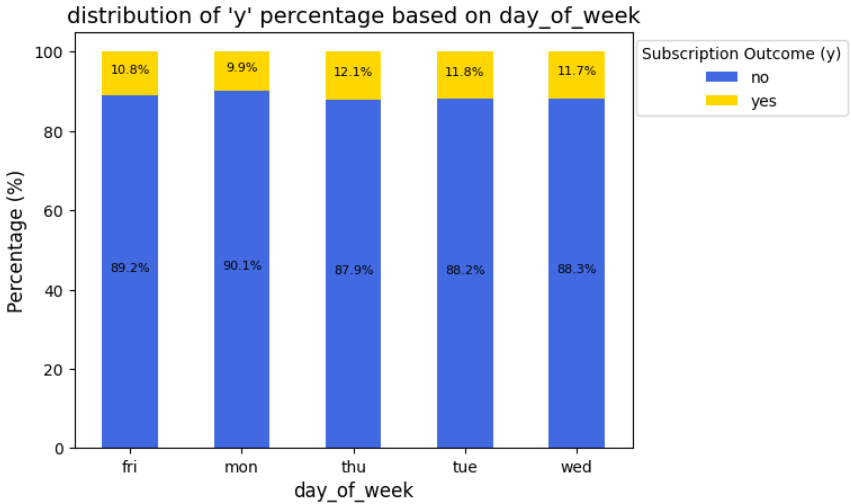 distribution of 'y' percentage based on day_of_week
Percentage (%)
100
80
60
40
20
0
10.8%
9.9%
12.1%
11.8%
11.7%
89.2%
90.1%
87.9%
88.2%
88.3%
fri
mon
thu
tue
wed
day_of_week
Subscription Outcome (y)
no
yes